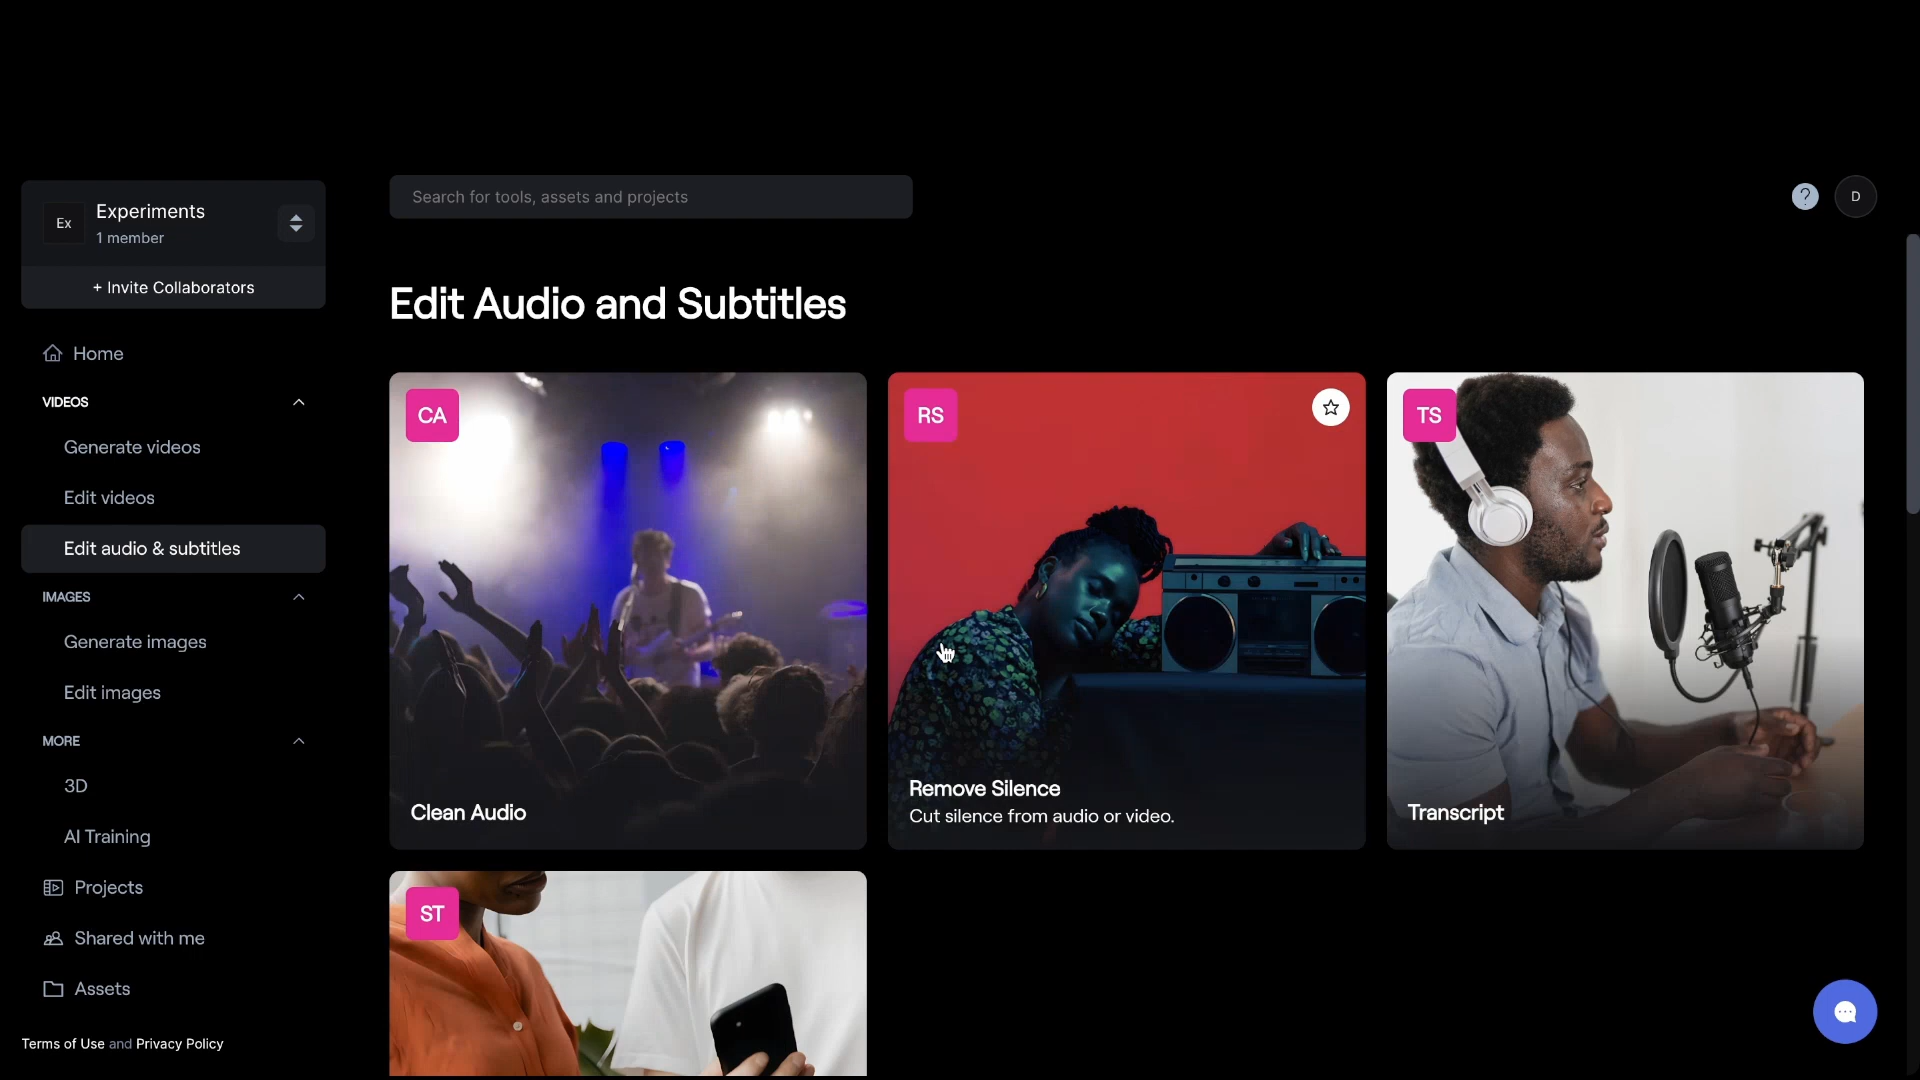 Ex
Experiments
1 member
+ Invite Collaborators
Home
VIDEOS
Generate videos
Edit videos
Edit audio & subtitles
IMAGES
Generate images
Edit images
MORE
3D
AI Training
Projects
Shared with me
Assets
Terms of Use and Privacy Policy
Search for tools, assets and projects
?
D
Edit Audio and Subtitles
CA
Clean Audio
RS
Remove Silence
Cut silence from audio or video.
TS
Transcript
ST